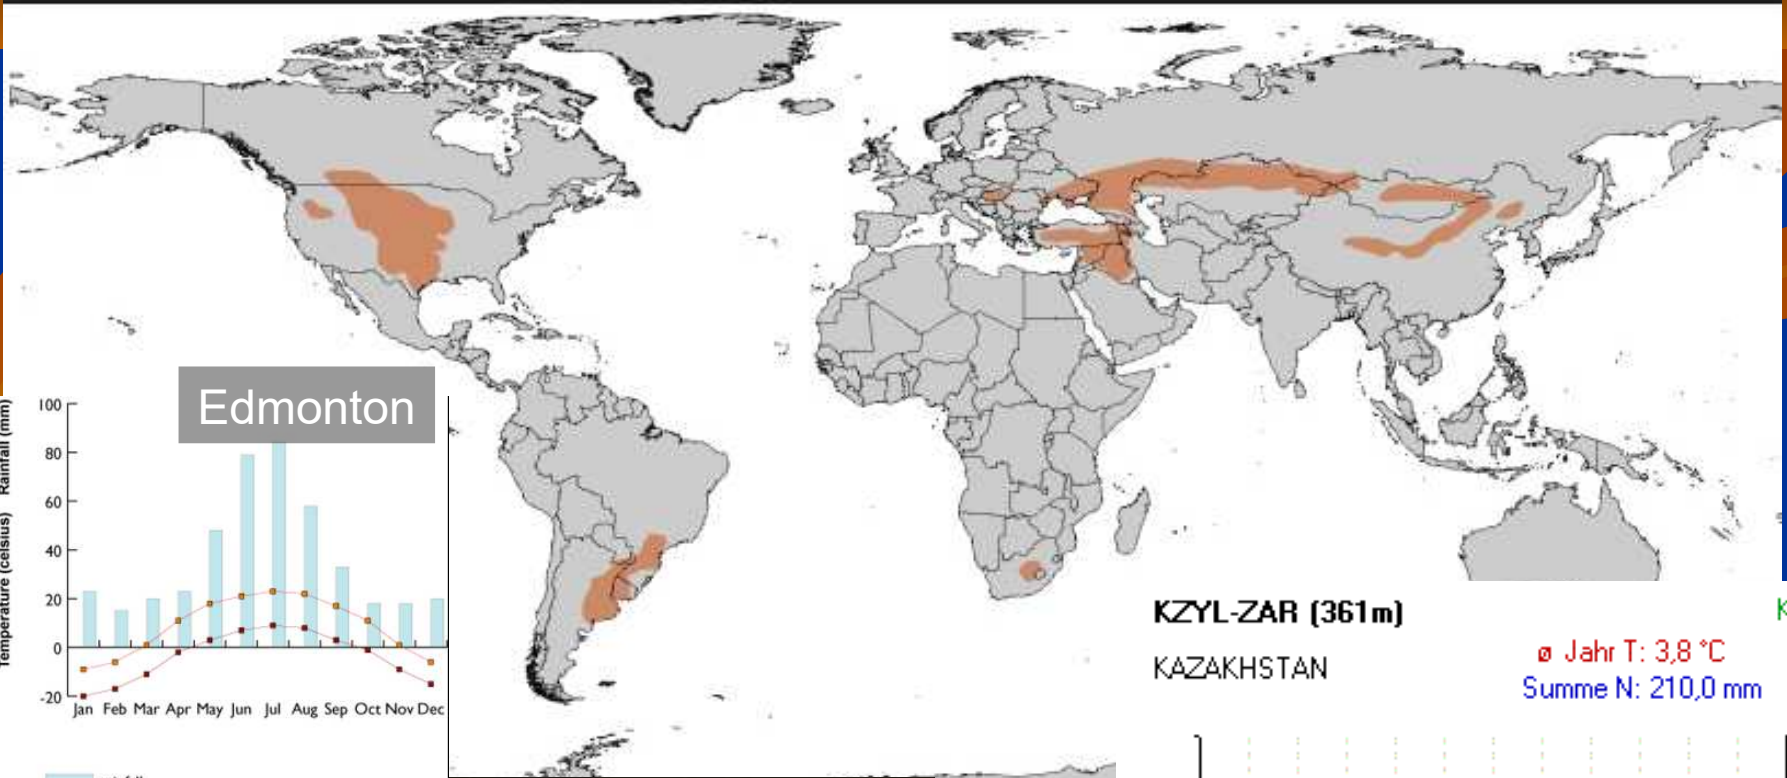 Edmonton
Rainfall (mm)
Temperature (celsius)
100
80
60
40
20
0
-20
Jan Feb Mar Apr May Jun Jul Aug Sep Oct Nov Dec
KZYL-ZAR (361m)
KAZAKHSTAN
ø Jahr T: 3,8 °C
Summe N: 210,0 mm